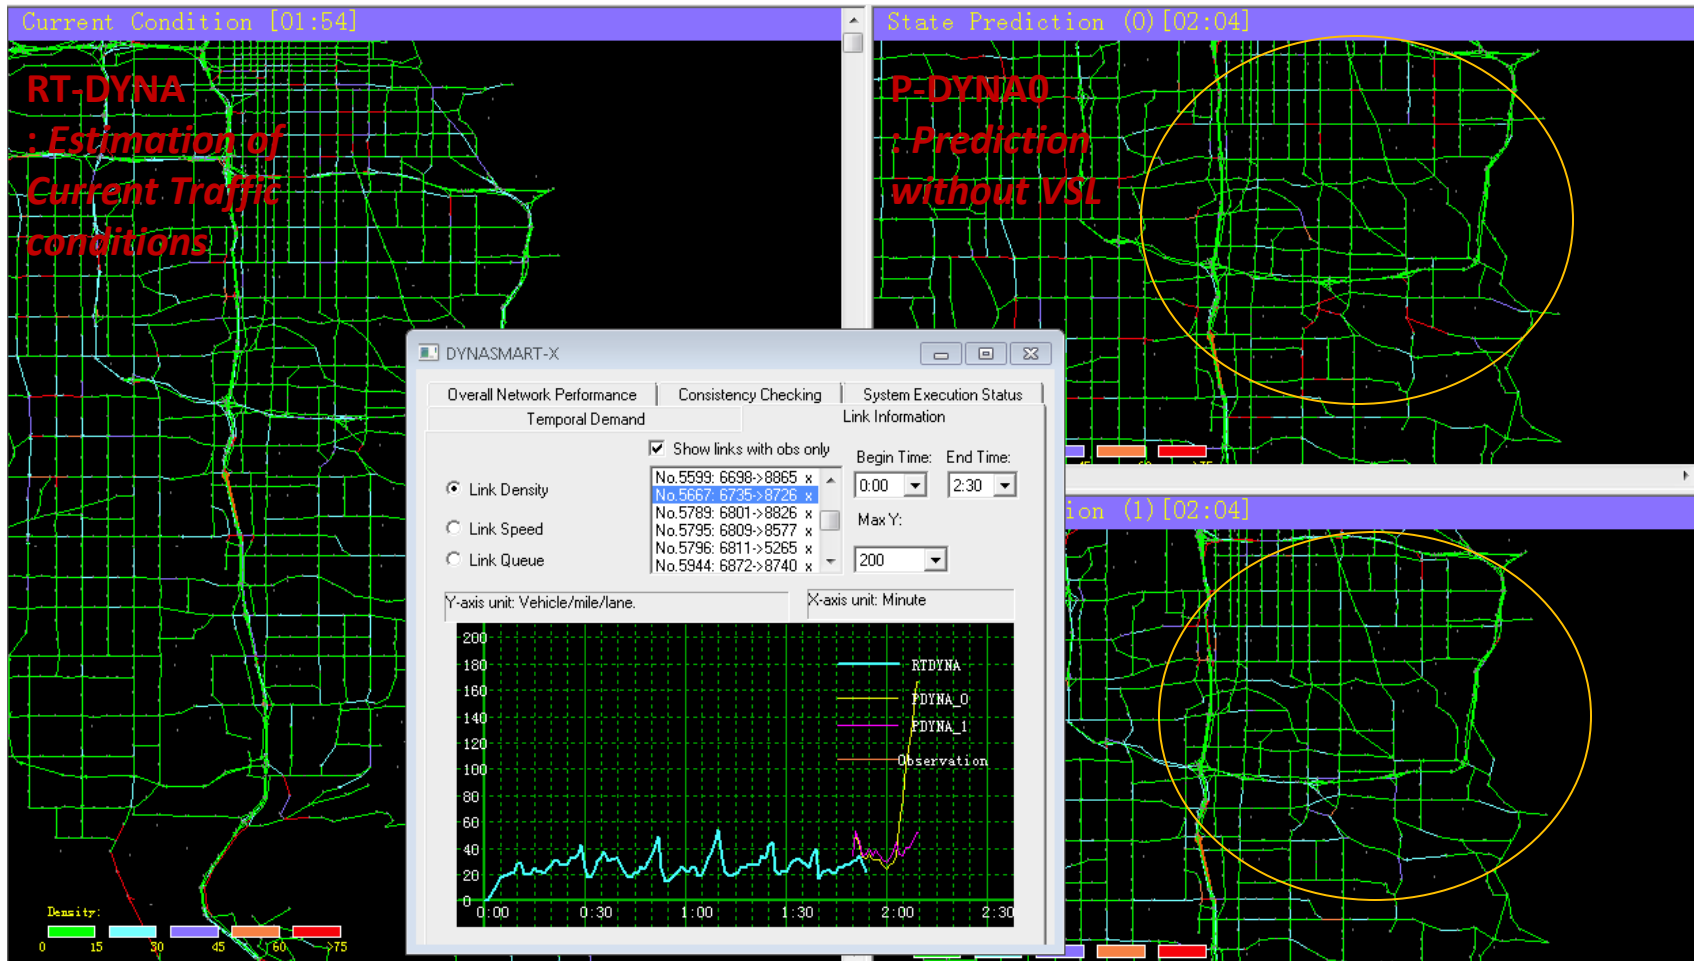 Current Condition [01:54]
RT-DYNA
: Estimation of
Current Traffic
conditions
Density:
0 15 30 45 60 >75
State Prediction (0)[02:04]
P-DYNA0
: Prediction
without VSL
45 60 >75
ion (1)[02:04]
DYNASMART-X
Overall Network Performance
Consistency Checking
System Execution Status
Temporal Demand
Link Information
Show links with obs only
Begin Time: End Time:
Link Density
Link Speed
Link Queue
No.5599: 6698->8865 x
No.5667: 6735->8726 x
No.5789: 6801->8826 x
No.5795: 6809->8577 x
No.5796: 6811->5265 x
No.5944: 6872->8740 x
0:00 2:30
Max Y:
200
Y-axis unit: Vehicle/mile/lane.
X-axis unit: Minute
200
180
160
140
120
100
80
60
40
20
0
RTDYNA
PDYNA_0
PDYNA_1
Observation
0:00 0:30 1:00 1:30 2:00 2:30